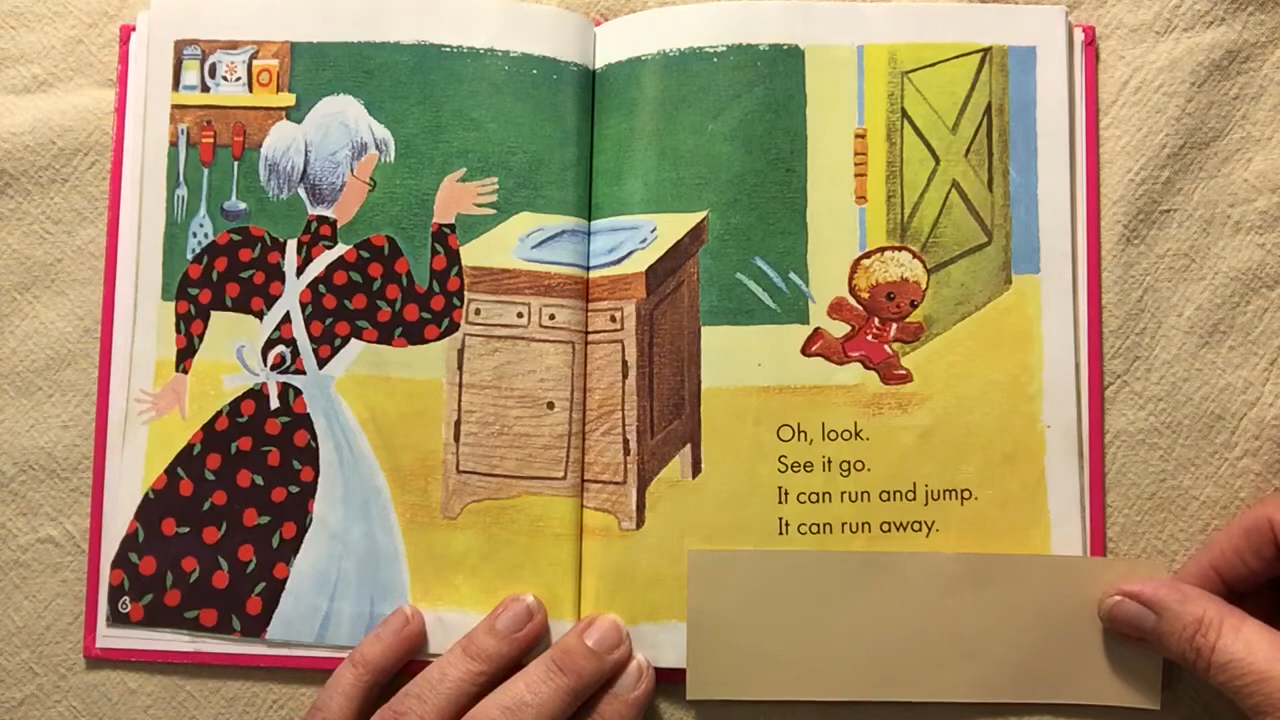 6
Oh, look.
See it go.
It can run and jump.
It can run away.